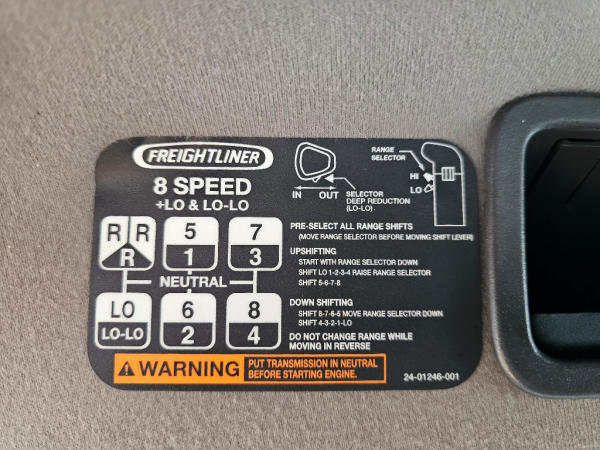 FREIGHTLINER
8 SPEED
+LO & LO-LO
IN OUT
SELECTOR
DEEP REDUCTION
(LO-LO)
RANGE
SELECTOR
HI
LO
R R 5 7
R 1 3
NEUTRAL
LO 6 8
LO-LO 2 4
PRE-SELECT ALL RANGE SHIFTS
(MOVE RANGE SELECTOR BEFORE MOVING SHIFT LEVER)
UPSHIFTING
START WITH RANGE SELECTOR DOWN
SHIFT LO 1-2-3-4 RAISE RANGE SELECTOR
SHIFT 5-6-7-8
DOWN SHIFTING
SHIFT 8-7-6-5 MOVE RANGE SELECTOR DOWN
SHIFT 4-3-2-1-LO
DO NOT CHANGE RANGE WHILE
MOVING IN REVERSE
WARNING
PUT TRANSMISSION IN NEUTRAL
BEFORE STARTING ENGINE.
24-01246-001